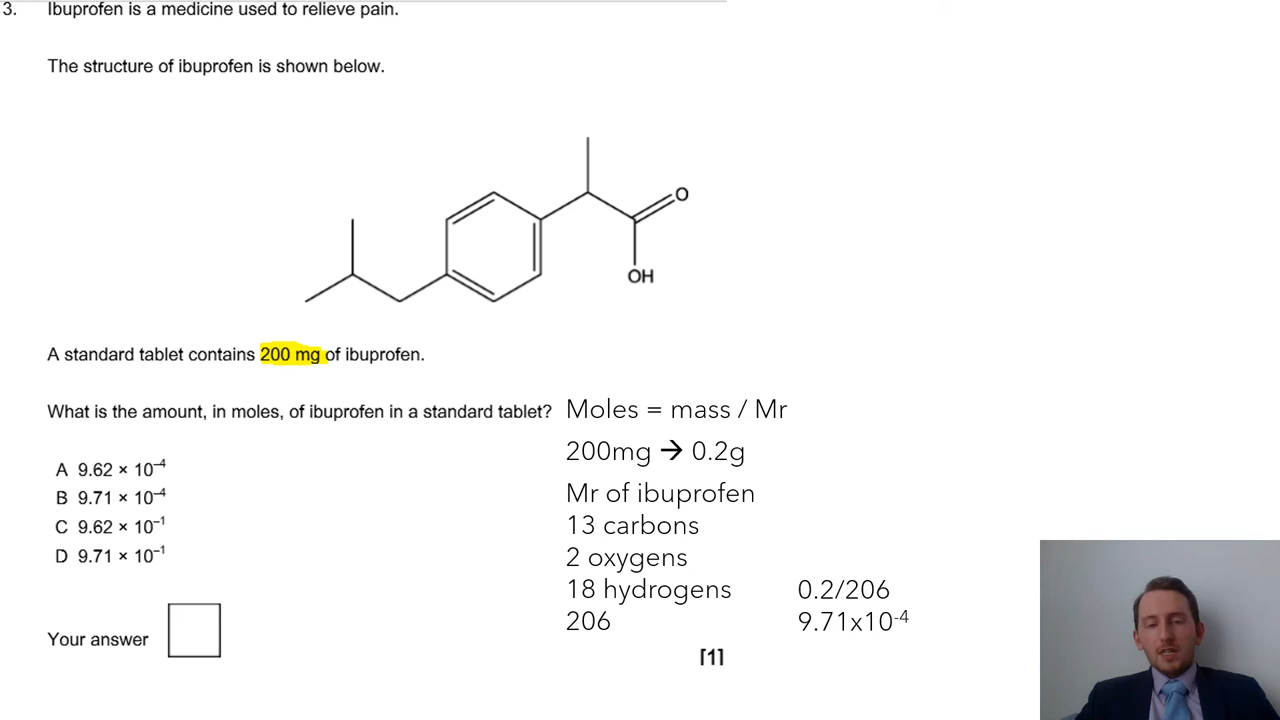 3. Ibuprofen is a medicine used to relieve pain.
The structure of ibuprofen is shown below.
O
OH
A standard tablet contains 200 mg of ibuprofen.
What is the amount, in moles, of ibuprofen in a standard tablet?
A 9.62 × 10⁻⁴
B 9.71 × 10⁻⁴
C 9.62 × 10⁻¹
D 9.71 × 10⁻¹
Your answer
[1]
Moles = mass / Mr
200mg → 0.2g
Mr of ibuprofen
13 carbons
2 oxygens
18 hydrogens
206
0.2/206
9.71x10⁻⁴